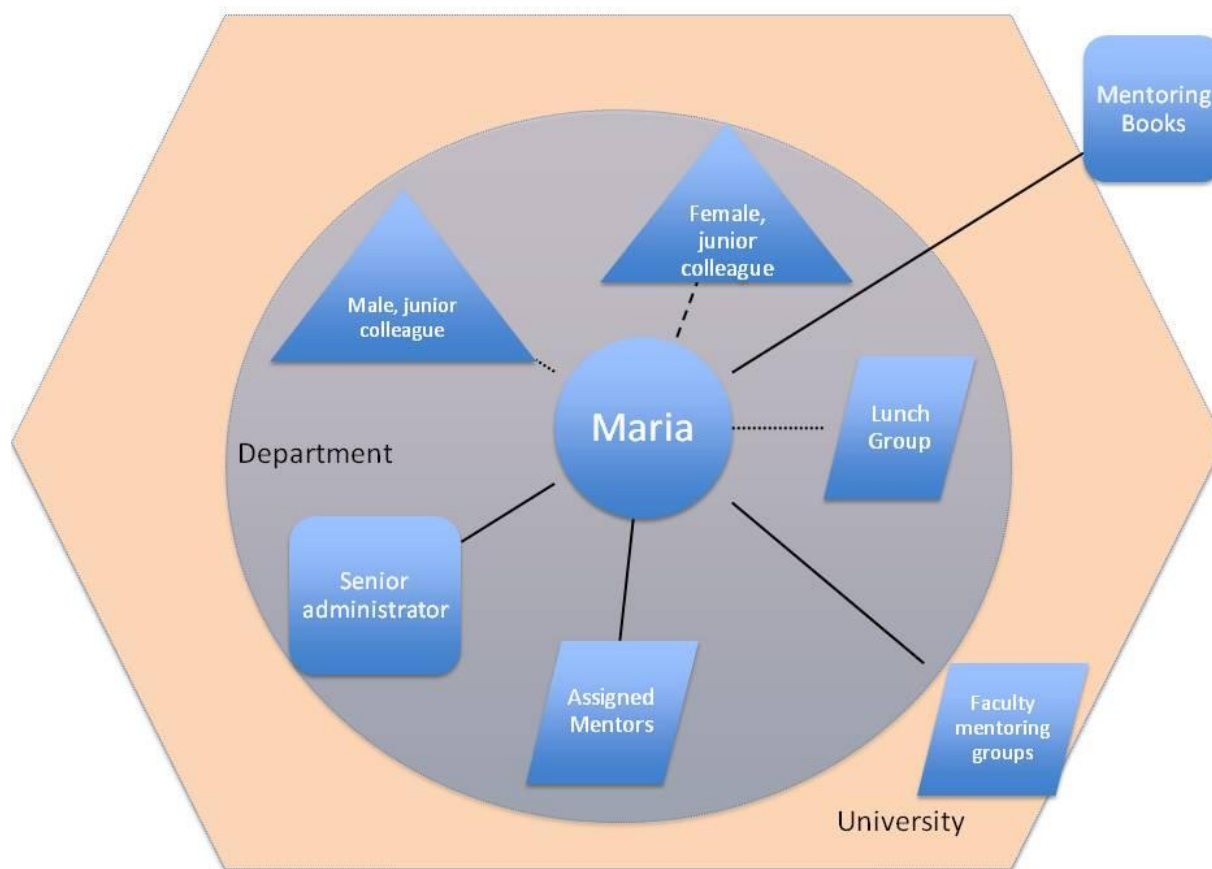 Mentoring
Books
Female,
junior
colleague
Male, junior
colleague
Maria
Lunch
Group
Department
Senior
administrator
Assigned
Mentors
Faculty
mentoring
groups
University